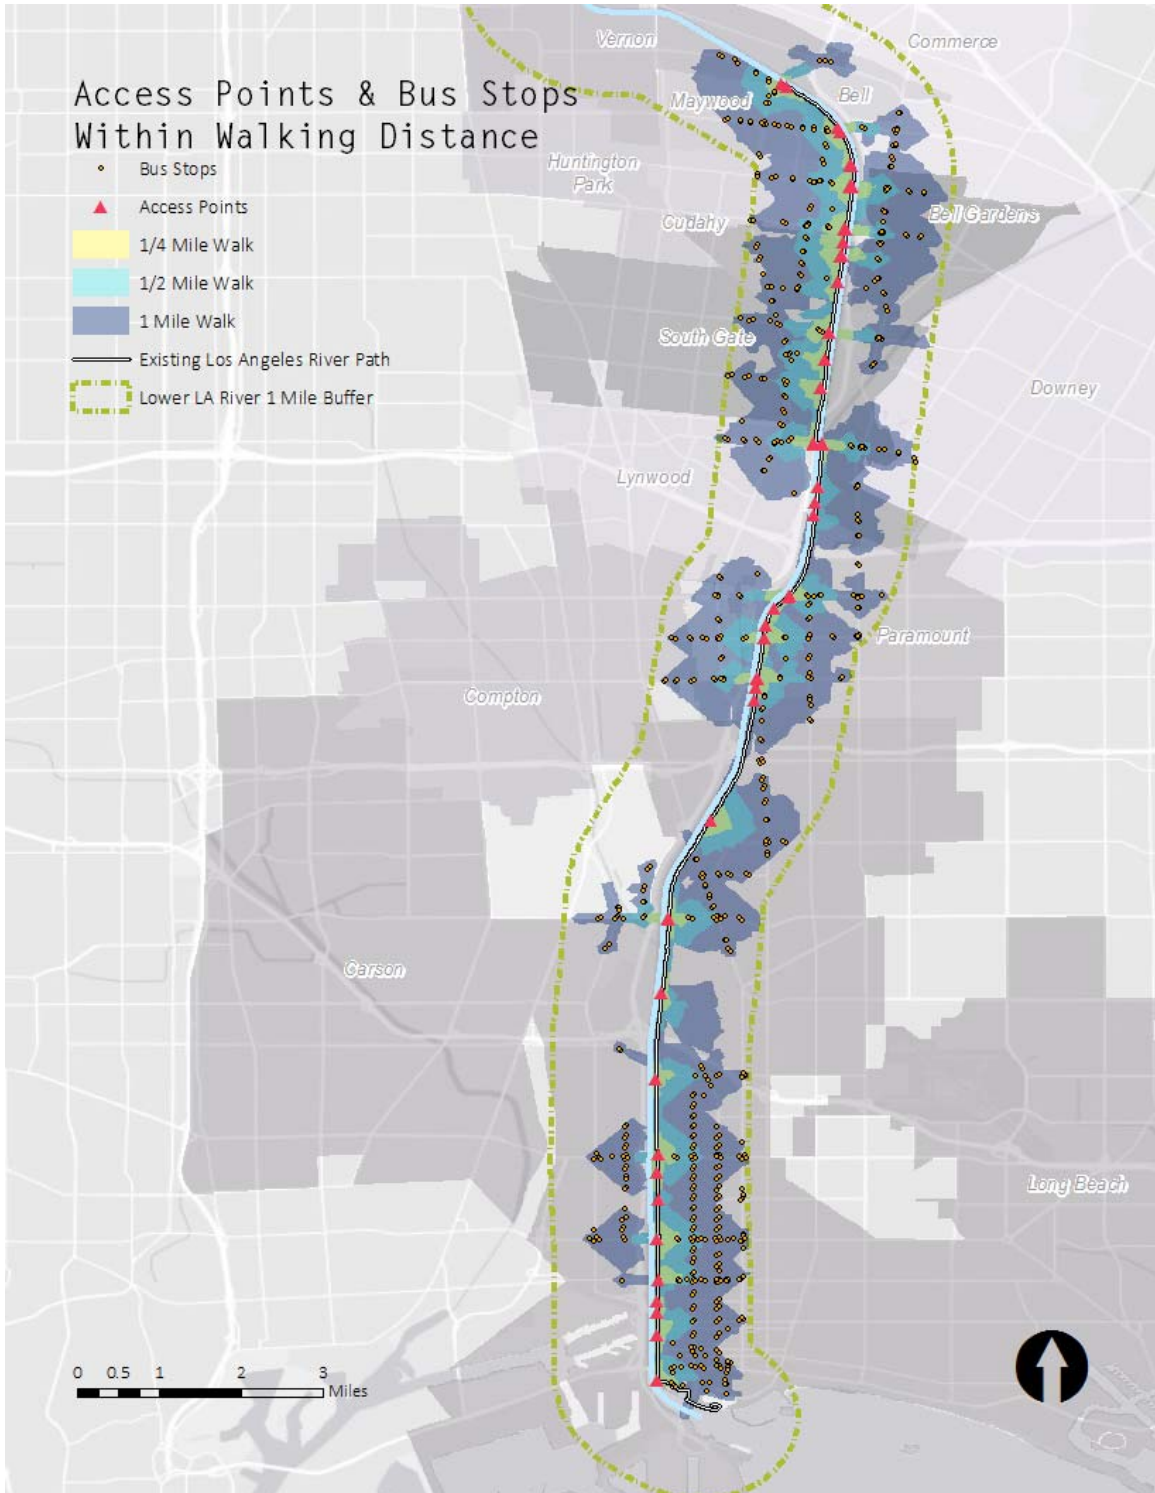 Vernon
Commerce
Access Points & Bus Stops
Within Walking Distance
Maywood
Bell
Bus Stops
Huntington
Park
Access Points
Cudahy
Bell Gardens
1/4 Mile Walk
1/2 Mile Walk
1 Mile Walk
South Gate
Existing Los Angeles River Path
Downey
Lower LA River 1 Mile Buffer
Lynwood
Paramount
Compton
Carson
Long Beach
0 0.5 1 2 3
Miles